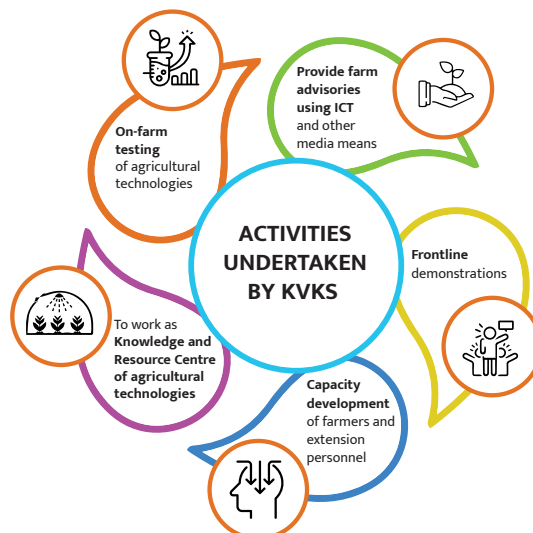 ACTIVITIES
UNDERTAKEN
BY KVKS
On-farm
testing
of agricultural
technologies
Provide farm
advisories
using ICT
and other
media means
Frontline
demonstrations
Capacity
development
of farmers and
extension
personnel
To work as
Knowledge and
Resource Centre
of agricultural
technologies